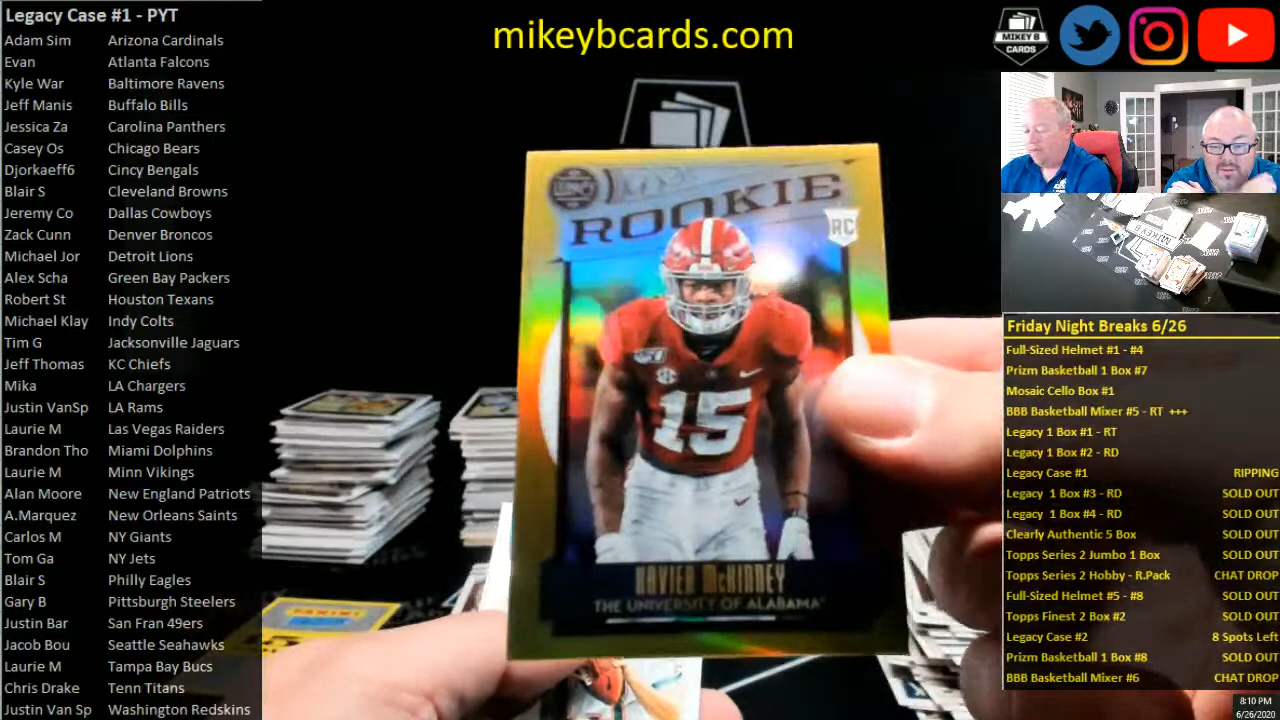 Legacy Case #1 - PYT
Adam Sim Arizona Cardinals
Evan Atlanta Falcons
Kyle War Baltimore Ravens
Jeff Manis Buffalo Bills
Jessica Za Carolina Panthers
Casey Os Chicago Bears
Djorkaeff6 Cincy Bengals
Blair S Cleveland Browns
Jeremy Co Dallas Cowboys
Zack Cunn Denver Broncos
Michael Jor Detroit Lions
Alex Scha Green Bay Packers
Robert St Houston Texans
Michael Klay Indy Colts
Tim G Jacksonville Jaguars
Jeff Thomas KC Chiefs
Mika LA Chargers
Justin VanSp LA Rams
Laurie M Las Vegas Raiders
Brandon Tho Miami Dolphins
Laurie M Minn Vikings
Alan Moore New England Patriots
A.Marquez New Orleans Saints
Carlos M NY Giants
Tom Ga NY Jets
Blair S Philly Eagles
Gary B Pittsburgh Steelers
Justin Bar San Fran 49ers
Jacob Bou Seattle Seahawks
Laurie M Tampa Bay Bucs
Chris Drake Tenn Titans
Justin Van Sp Washington Redskins
mikeybcards.com
MIKEY B
CARDS
ROOKIE
RC
150
SEC
15
XAVIER McKINNEY
THE UNIVERSITY OF ALABAMA
PANINI
MIKEY B
Friday Night Breaks 6/26
Full-Sized Helmet #1 - #4
Prizm Basketball 1 Box #7
Mosaic Cello Box #1
BBB Basketball Mixer #5 - RT +++
Legacy 1 Box #1 - RT
Legacy 1 Box #2 - RD
Legacy Case #1 RIPPING
Legacy 1 Box #3 - RD SOLD OUT
Legacy 1 Box #4 - RD SOLD OUT
Clearly Authentic 5 Box SOLD OUT
Topps Series 2 Jumbo 1 Box SOLD OUT
Topps Series 2 Hobby - R.Pack CHAT DROP
Full-Sized Helmet #5 - #8 SOLD OUT
Topps Finest 2 Box #2 SOLD OUT
Legacy Case #2 8 Spots Left
Prizm Basketball 1 Box #8 SOLD OUT
BBB Basketball Mixer #6 CHAT DROP
8:10 PM
6/26/2020